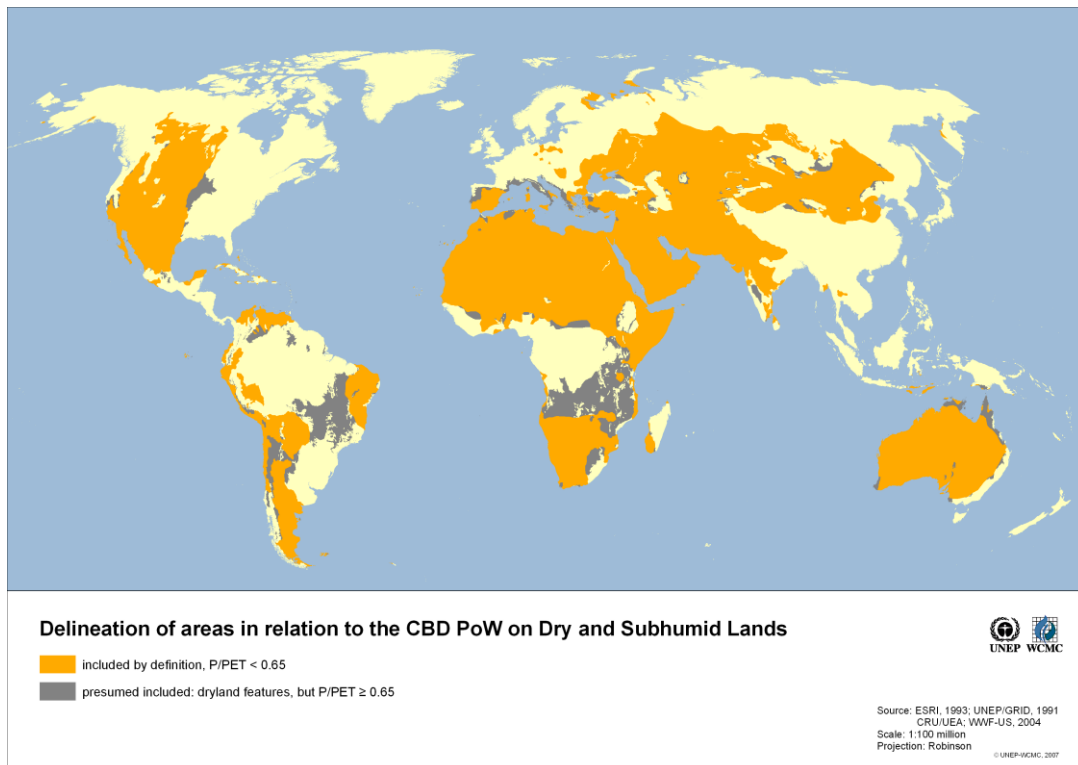 Delineation of areas in relation to the CBD PoW on Dry and Subhumid Lands
included by definition, P/PET < 0.65
presumed included: dryland features, but P/PET ≥ 0.65
UNEP WCMC
Source: ESRI, 1993; UNEP/GRID, 1991
CRU/UEA; WWF-US, 2004
Scale: 1:100 million
Projection: Robinson
© UNEP-WCMC, 2007